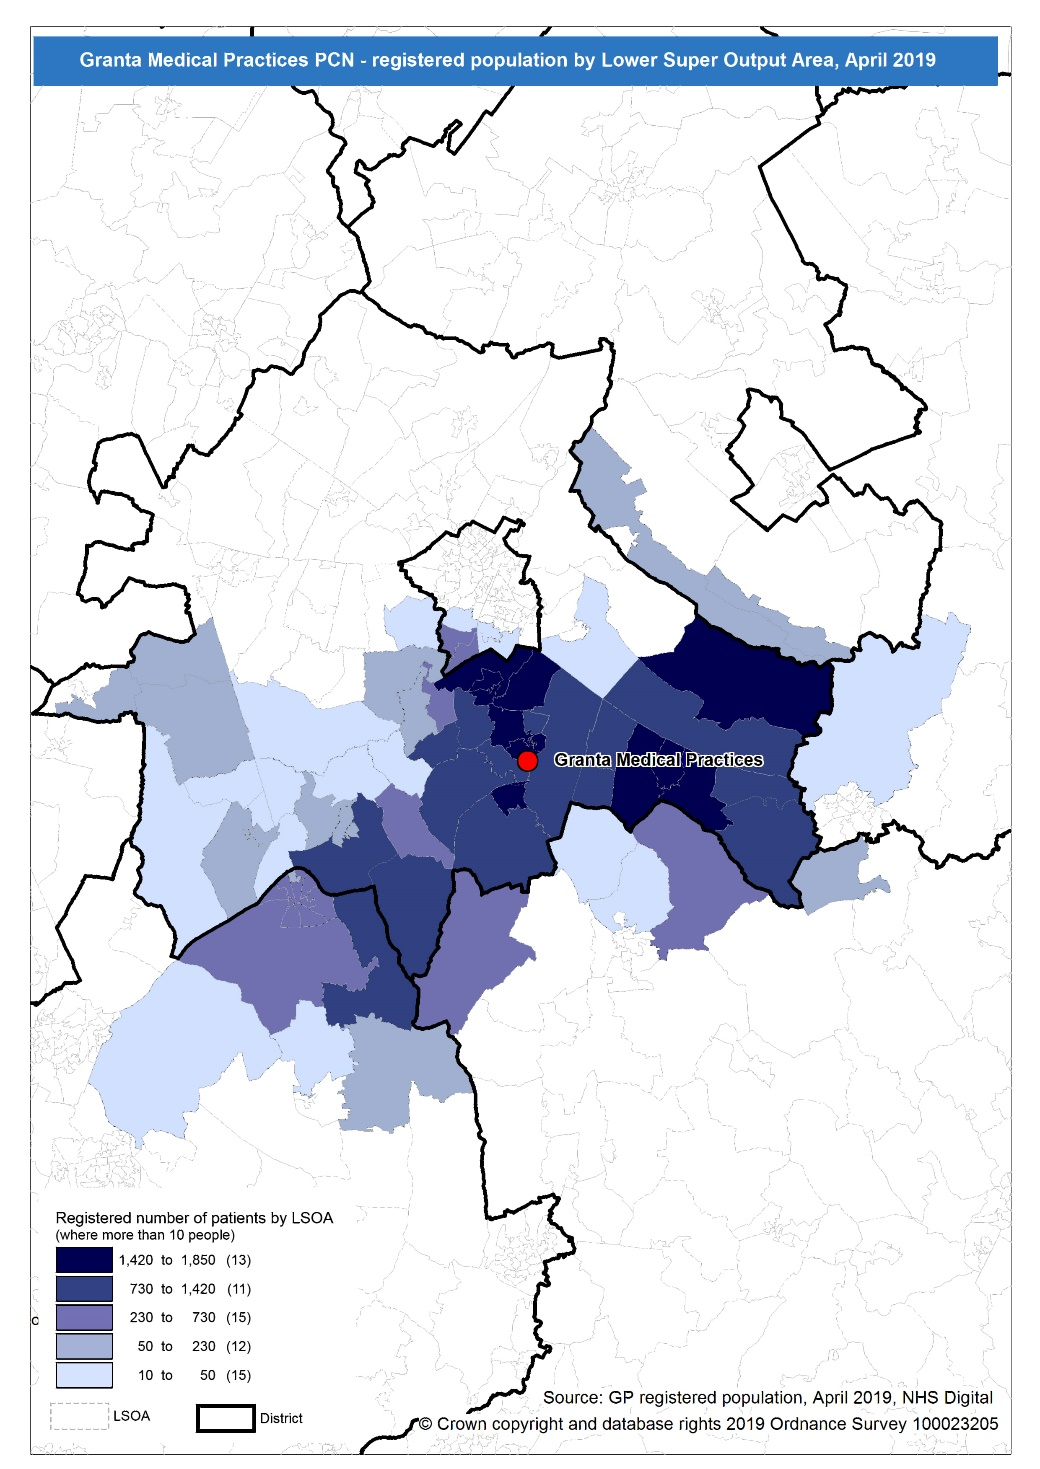 Granta Medical Practices PCN - registered population by Lower Super Output Area, April 2019
Granta Medical Practices
Registered number of patients by LSOA
(where more than 10 people)
1,420 to 1,850 (13)
730 to 1,420 (11)
230 to 730 (15)
50 to 230 (12)
10 to 50 (15)
LSOA
District
Source: GP registered population, April 2019, NHS Digital
© Crown copyright and database rights 2019 Ordnance Survey 100023205